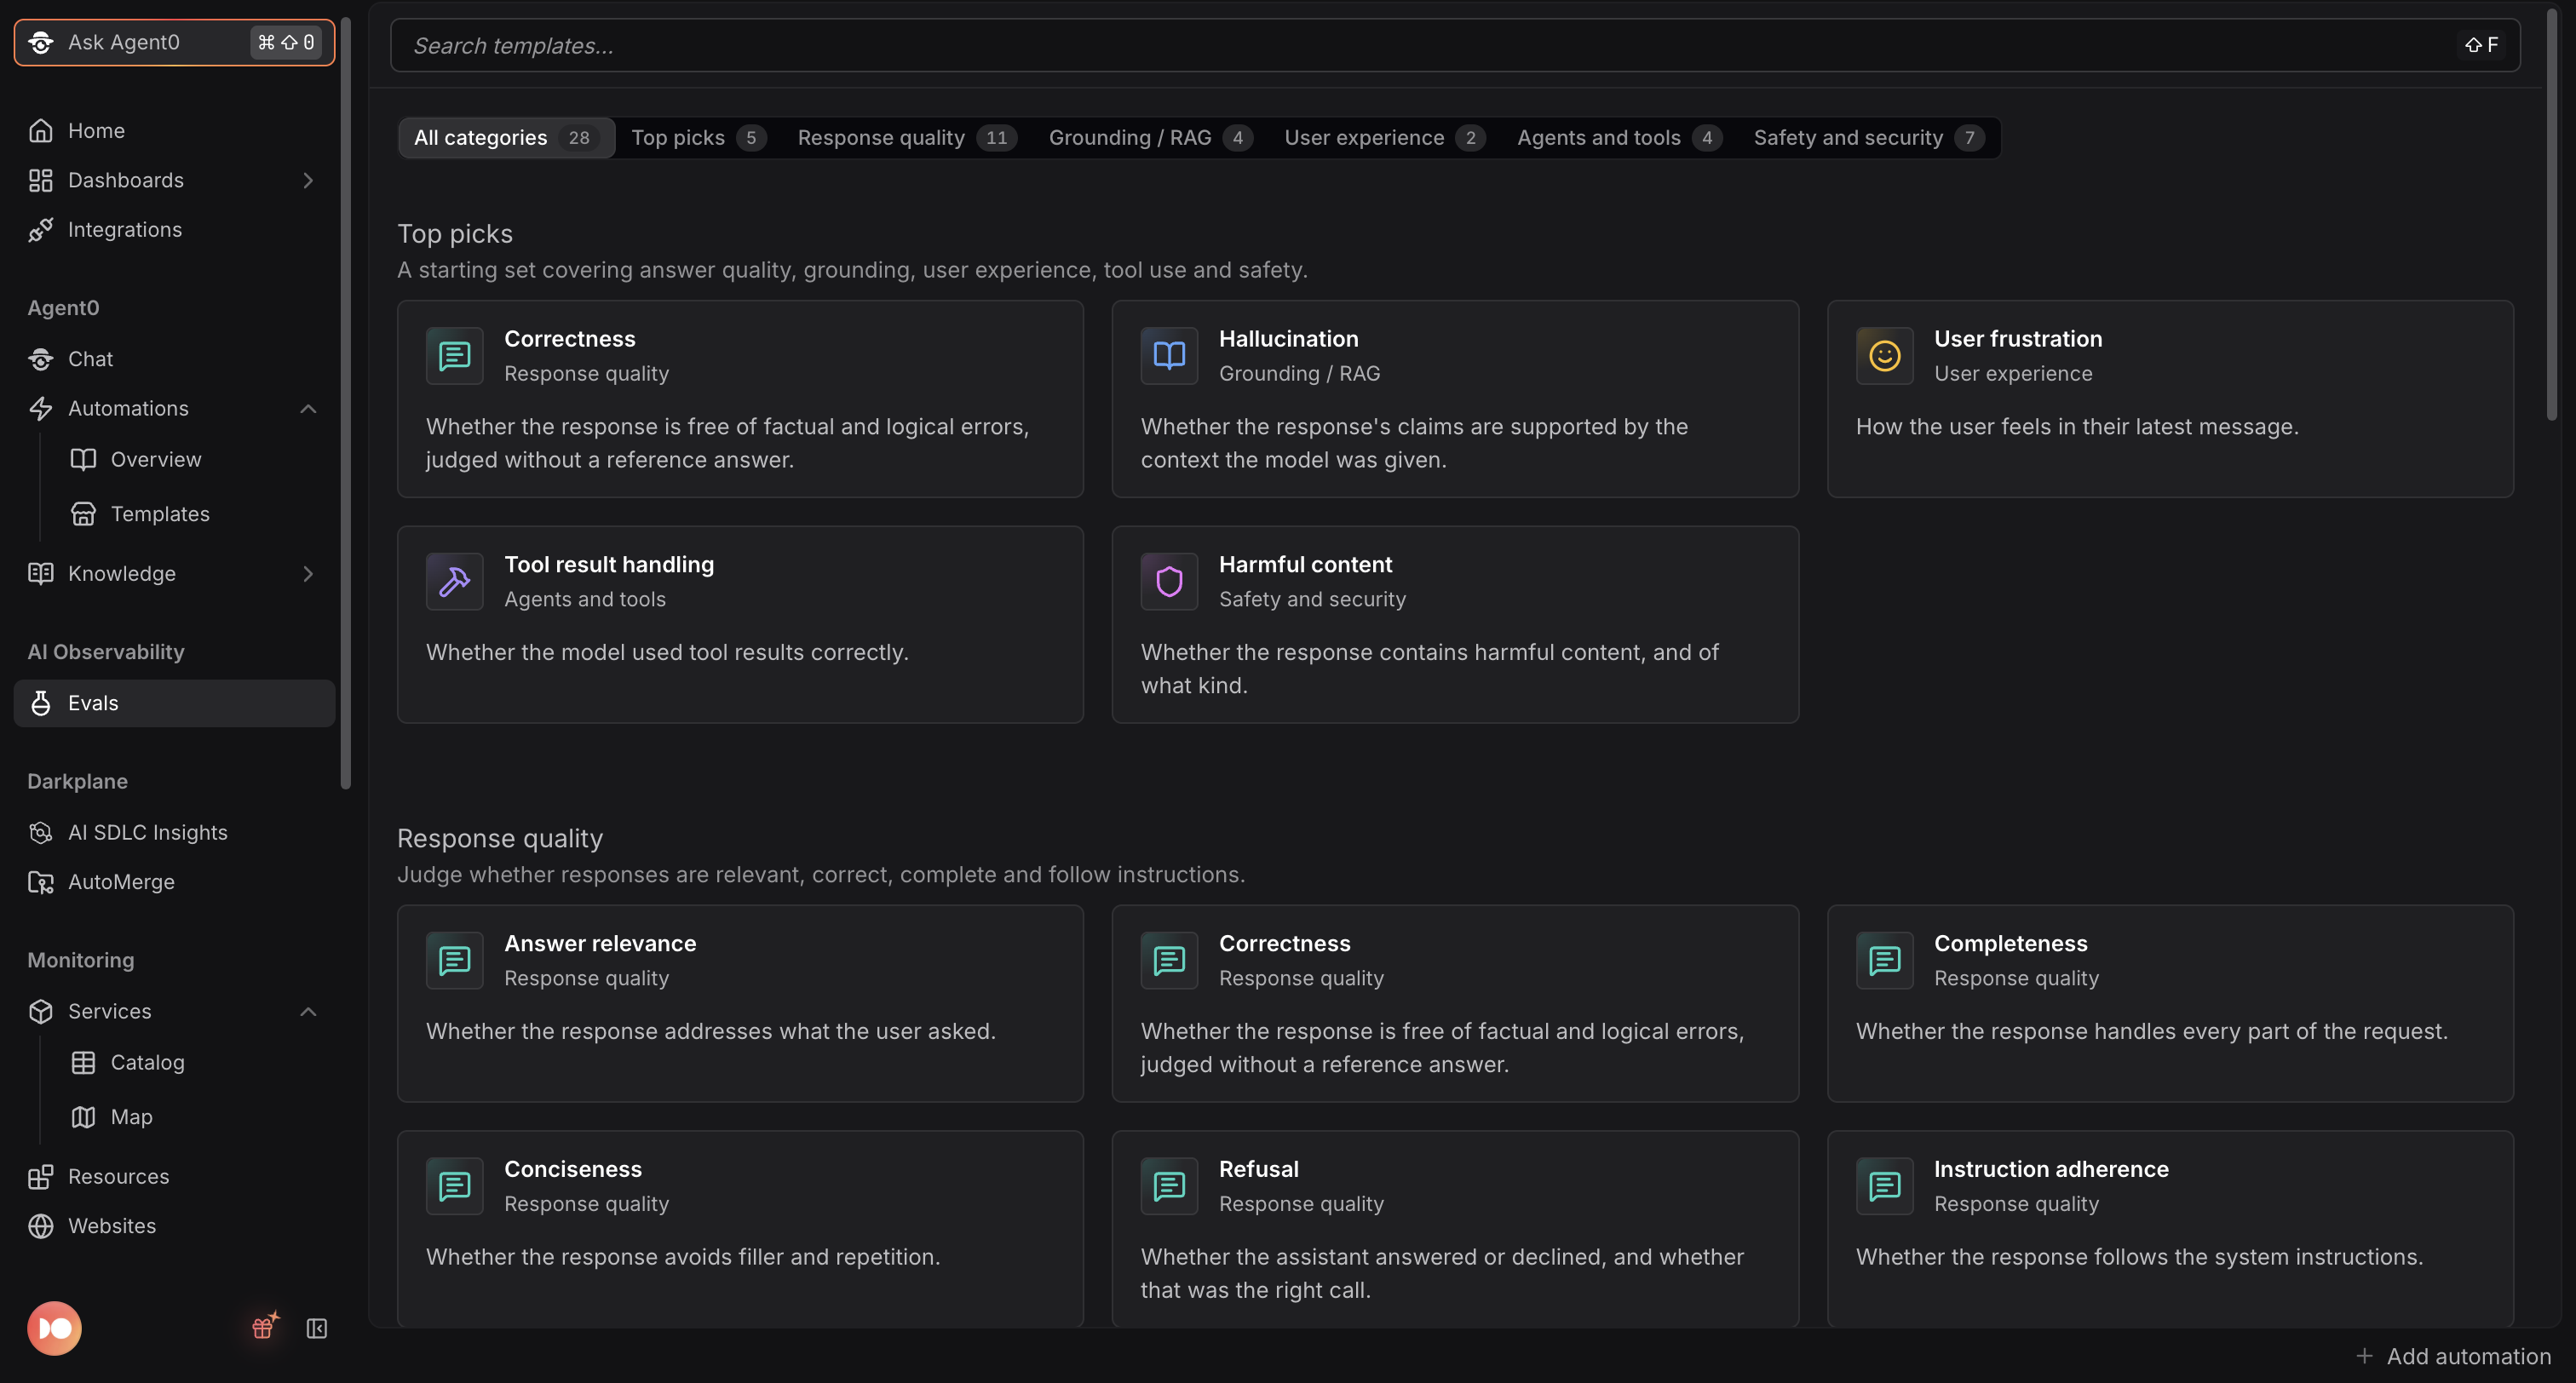 Ask Agent0 ⌘ ⇧ 0
Home
Dashboards
Integrations
Agent0
Chat
Automations
Overview
Templates
Knowledge
AI Observability
Evals
Darkplane
AI SDLC Insights
AutoMerge
Monitoring
Services
Catalog
Map
Resources
Websites
Search templates...
⇧ F
All categories 28 Top picks 5 Response quality 11 Grounding / RAG 4 User experience 2 Agents and tools 4 Safety and security 7
Top picks
A starting set covering answer quality, grounding, user experience, tool use and safety.
Correctness
Response quality
Whether the response is free of factual and logical errors,
judged without a reference answer.
Hallucination
Grounding / RAG
Whether the response's claims are supported by the
context the model was given.
User frustration
User experience
How the user feels in their latest message.
Tool result handling
Agents and tools
Whether the model used tool results correctly.
Harmful content
Safety and security
Whether the response contains harmful content, and of
what kind.
Response quality
Judge whether responses are relevant, correct, complete and follow instructions.
Answer relevance
Response quality
Whether the response addresses what the user asked.
Correctness
Response quality
Whether the response is free of factual and logical errors,
judged without a reference answer.
Completeness
Response quality
Whether the response handles every part of the request.
Conciseness
Response quality
Whether the response avoids filler and repetition.
Refusal
Response quality
Whether the assistant answered or declined, and whether
that was the right call.
Instruction adherence
Response quality
Whether the response follows the system instructions.
+ Add automation